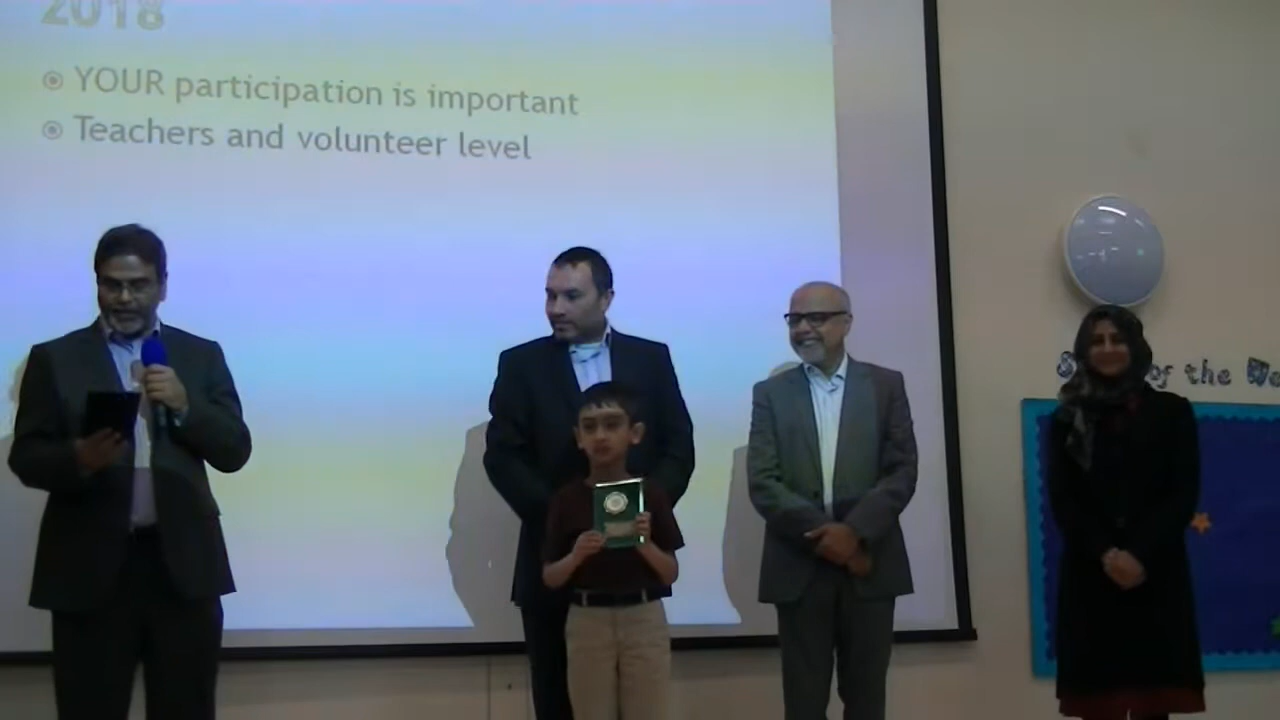 2018
YOUR participation is important
Teachers and volunteer level
of the